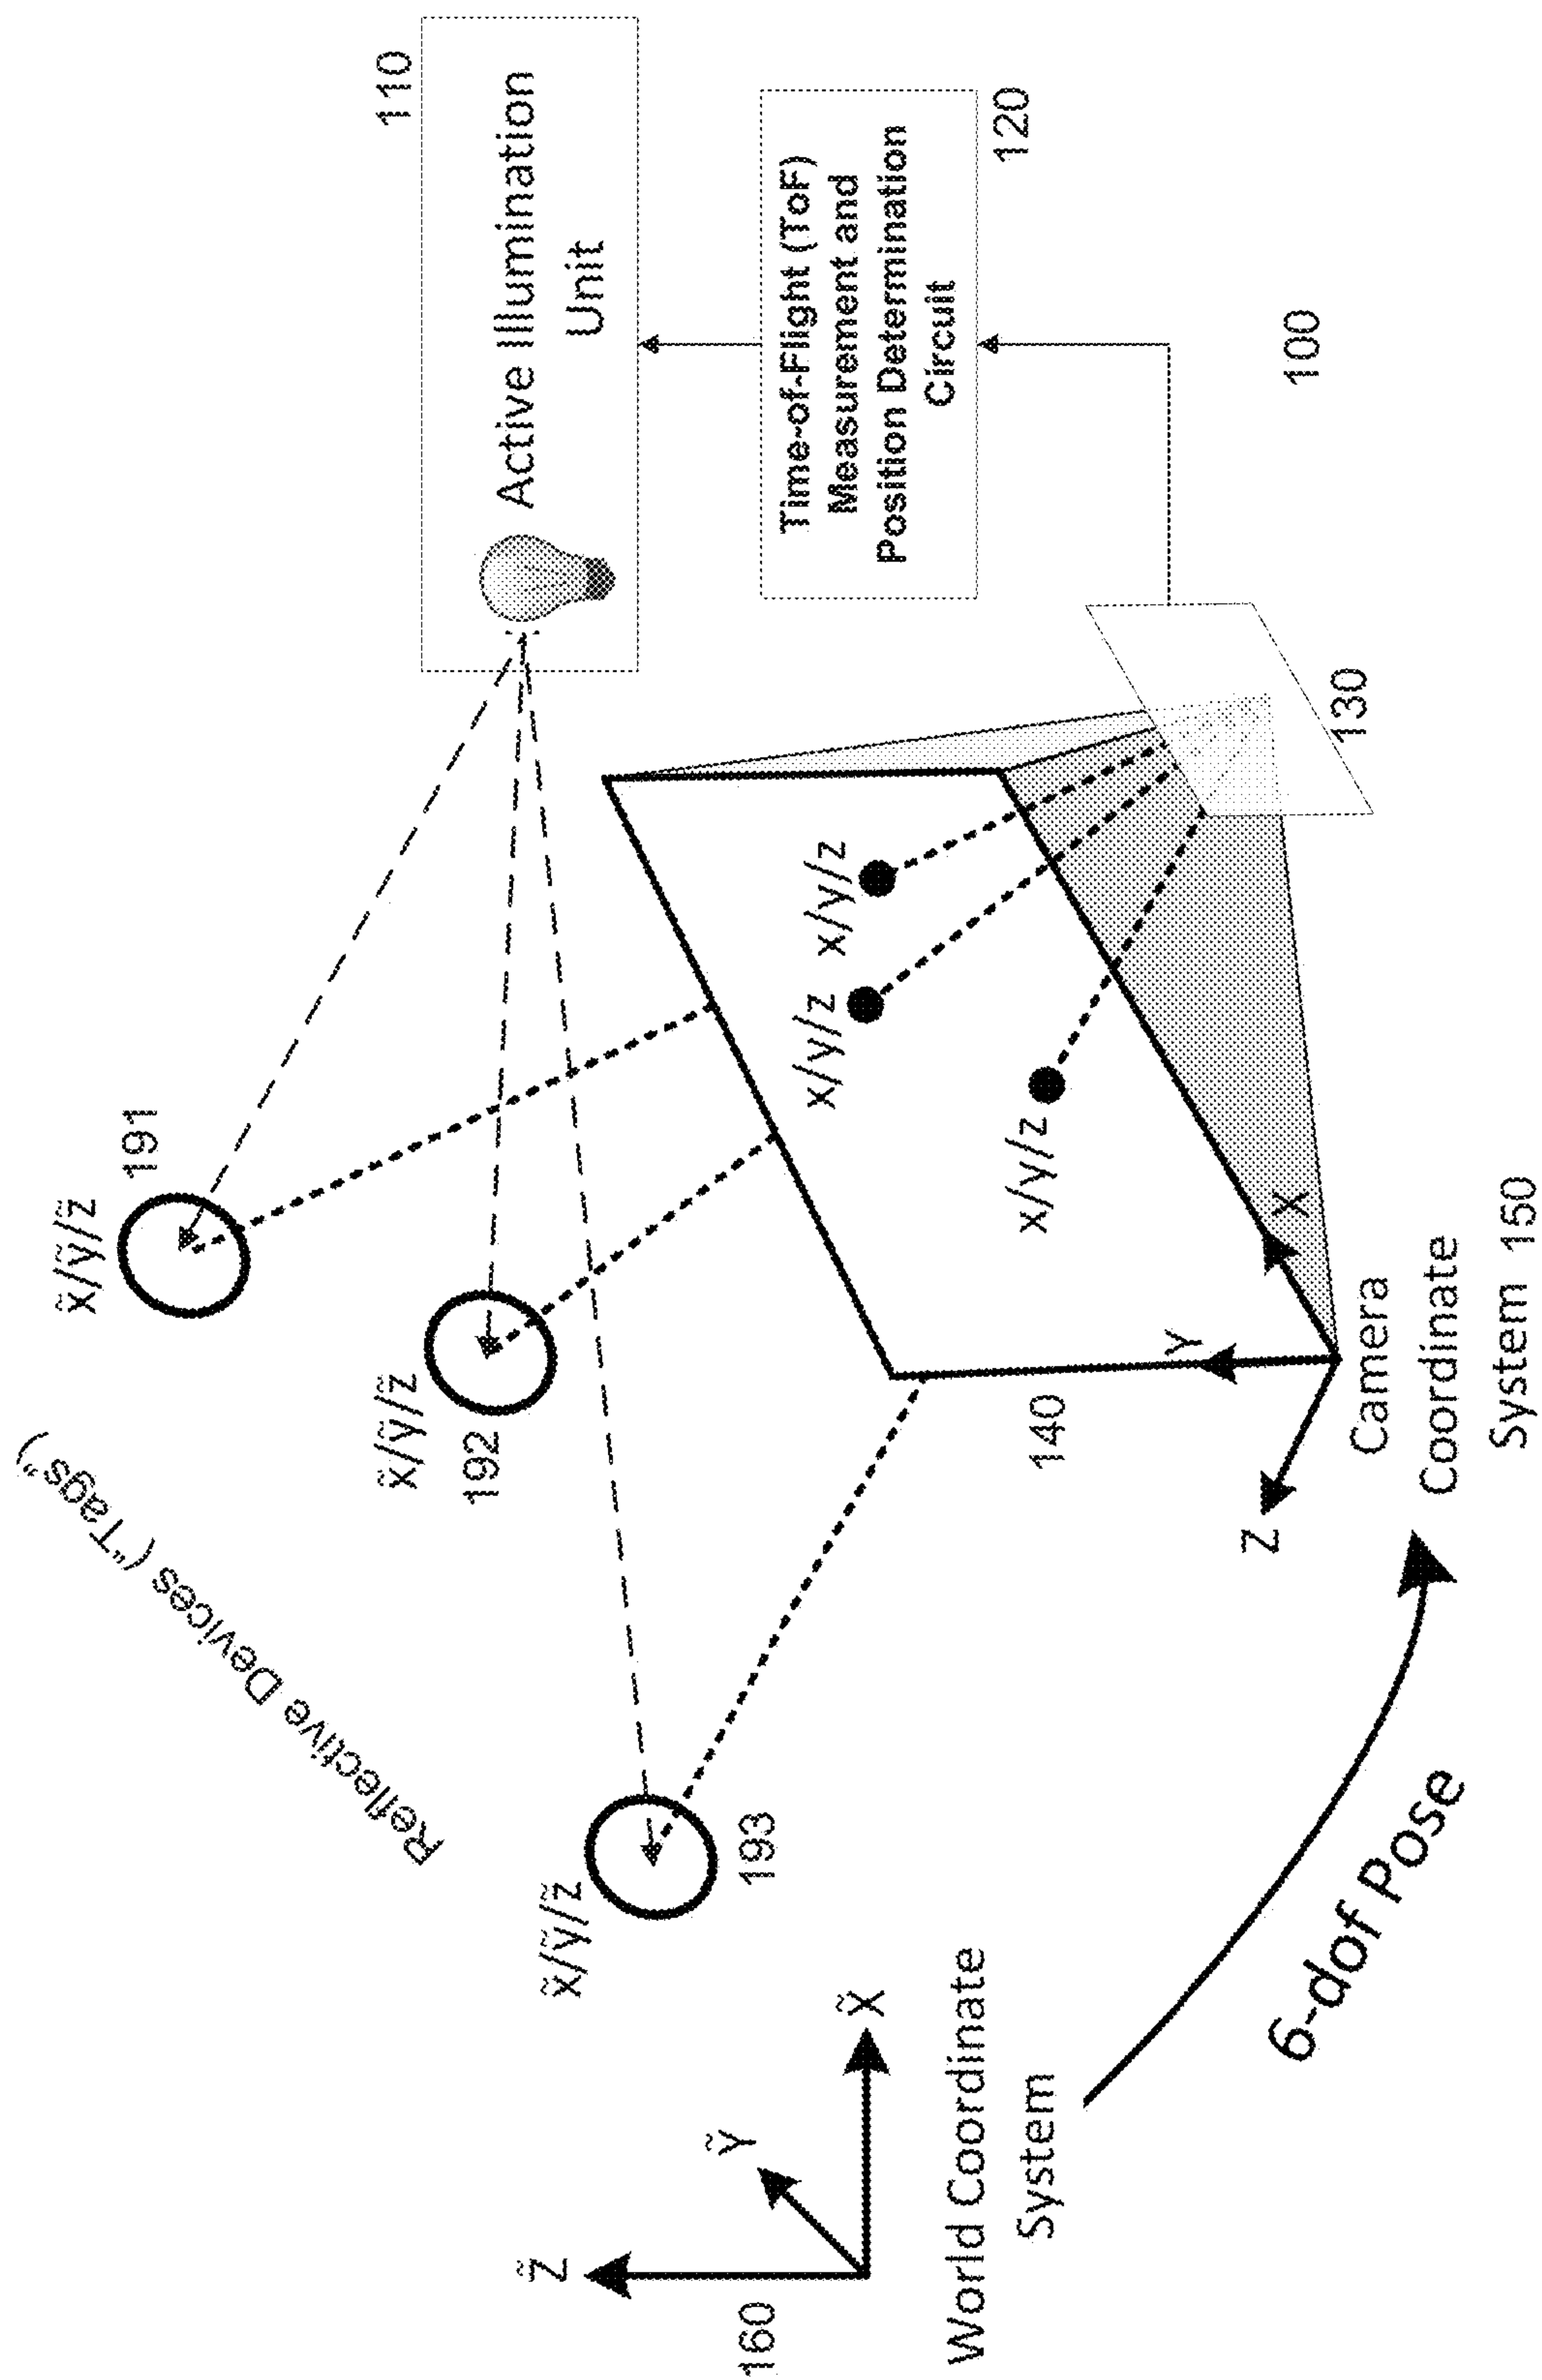 Reflective Devices ("Tags")
x̃/ỹ/z̃
191
x̃/ỹ/z̃
192
x̃/ỹ/z̃
193
110
Active Illumination
Unit
Time-of-Flight (ToF)
Measurement and
Position Determination
Circuit
120
x/y/z
x/y/z
x/y/z
Z̃
Ỹ
X̃
160
World Coordinate
System
140
Y
Z
X
100
130
Camera
Coordinate
System 150
6-dof Pose